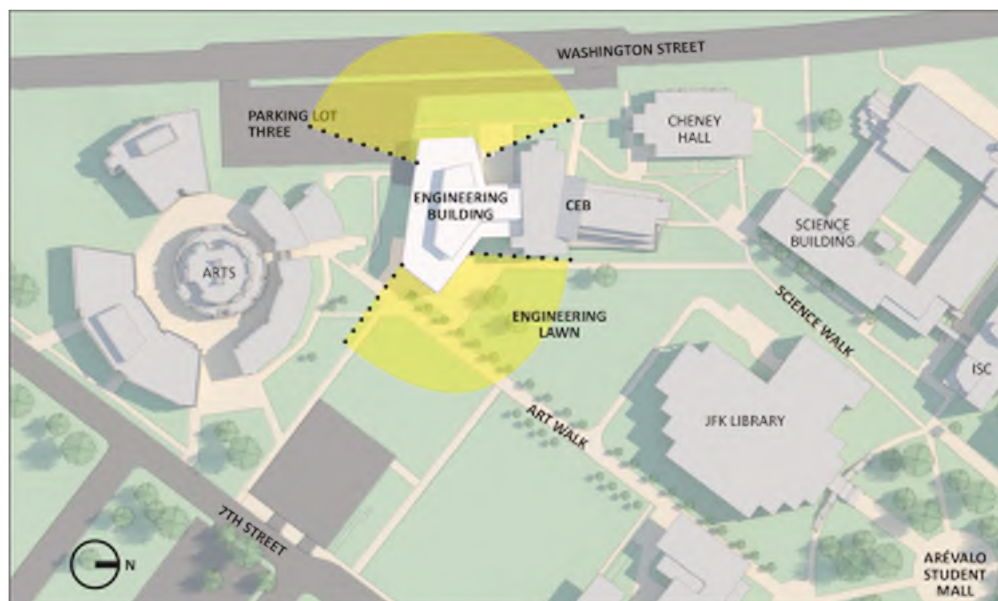 WASHINGTON STREET
PARKING LOT
THREE
CHENEY
HALL
ENGINEERING
BUILDING
CEB
SCIENCE
BUILDING
ARTS
ENGINEERING
LAWN
SCIENCE WALK
ISC
ART WALK
JFK LIBRARY
7TH STREET
N
ARÉVALO
STUDENT
MALL